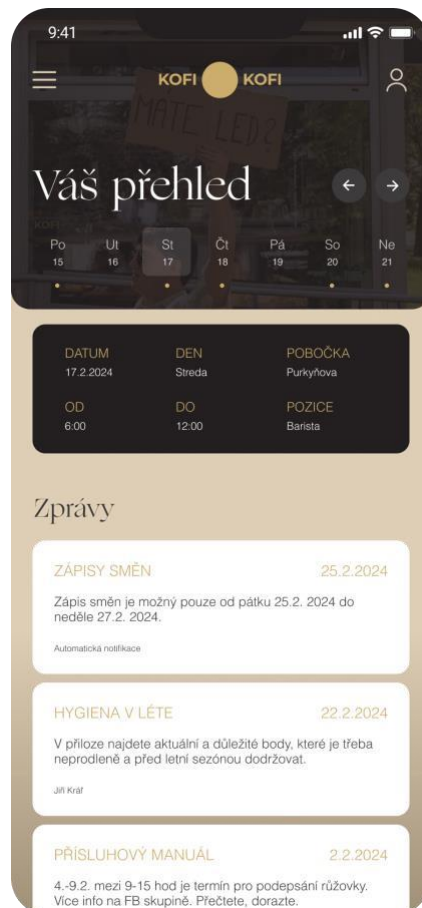 9:41
KOFI KOFI
MATE LED?
Váš přehled
Po Ut St Čt Pá So Ne
15 16 17 18 19 20 21
DATUM DEN POBOČKA
17.2.2024 Streda Purkyňova
OD DO POZICE
6:00 12:00 Barista
Zprávy
ZÁPISY SMĚN 25.2.2024
Zápis směn je možný pouze od pátku 25.2. 2024 do
neděle 27.2. 2024.
Automatická notifikace
HYGIENA V LÉTE 22.2.2024
V příloze najdete aktuální a důležité body, které je třeba
neprodleně a před letní sezónou dodržovat.
Jiří Kráľ
PŘÍSLUHOVÝ MANUÁL 2.2.2024
4.-9.2. mezi 9-15 hod je termín pro podepsání růžovky.
Více info na FB skupině. Přečtete, dorazte.